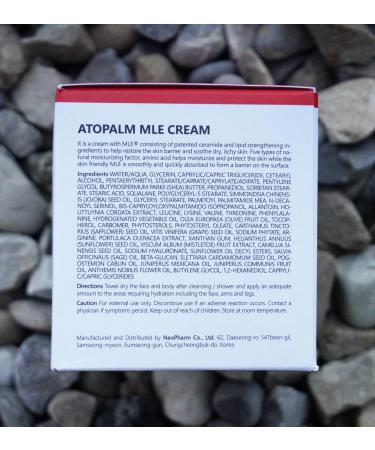 ATOPALM MLE CREAM
It is a cream with MLE® consisting of patented ceramide and lipid strengthening in-
gredients to help restore the skin barrier and soothe dry, itchy skin. Five types of na-
tural moisturizing factor, amino acid helps moisturize and protect the skin while the
skin friendly MLE is smoothly and quickly absorbed to form a barrier on the surface.
Ingredients WATER/AQUA, GLYCERIN, CAPRYLIC/CAPRIC TRIGLYCERIDE, CETEARYL
ALCOHOL, PENTAERYTHRITYL STEARATE/CAPRATE/CAPRYLATE/ADIPATE, PENTYLENE
GLYCOL, BUTYROSPERMUM PARKII (SHEA) BUTTER, PROPANEDIOL, SORBITAN STEAR-
ATE, STEARIC ACID, SQUALANE, POLYGLYCERYL-5 STEARATE, SIMMONDSIA CHINENS-
IS (JOJOBA) SEED OIL, GLYCERYL STEARATE, PALMITOYL PALMITAMIDE MEA, N-DECA-
NOYL SERINOL, BIS-CAPRYLOYLOXYPALMITAMIDO ISOPROPANOL, ALLANTOIN, HO-
UTTUYNIA CORDATA EXTRACT, LEUCINE, LYSINE, VALINE, THREONINE, PHENYLALA-
NINE, HYDROGENATED VEGETABLE OIL, OLEA EUROPAEA (OLIVE) FRUIT OIL, TOCOP-
HEROL, CARBOMER, PHYTOSTEROLS, PHYTOSTERYL OLEATE, CARTHAMUS TINCTO-
RIUS (SAFFLOWER) SEED OIL, VITIS VINIFERA (GRAPE) SEED OIL, SODIUM PHYTATE, AR-
GININE, PORTULACA OLERACEA EXTRACT, XANTHAN GUM, HELIANTHUS ANNUUS
(SUNFLOWER) SEED OIL, VISCUM ALBUM (MISTLETOE) FRUIT EXTRACT, CAMELLIA SI-
NENSIS SEED OIL, HYALURONIC ACID, SODIUM HYALURONATE, DECYL ESTERS, SALVIA
OFFICINALIS (SAGE) OIL, BETA-GLUCAN, ELETTARIA CARDAMOMUM SEED OIL, POG-
OSTEMON CABLIN OIL, JUNIPERUS MEXICANA OIL, JUNIPERUS COMMUNIS FRUIT
OIL, ANTHEMIS NOBILIS FLOWER OIL, BUTYLENE GLYCOL, 1,2-HEXANEDIOL, CAPRYLI-
C/CAPRIC GLYCERIDES
Directions Towel dry the face and body after cleansing / shower and apply an adequate
amount to the areas requiring hydration including the face, arms and legs.
Caution For external use only. Discontinue use if an adverse reaction occurs. Contact a
physician if symptoms persist. Keep out of reach of children. Store at room temperature.
Manufactured and Distributed by NeoPharm Co., Ltd. 62, Daeseong-ro 547beon-gil,
Samseong-myeon, Eumseong-gun, Chungcheongbuk-do, Korea